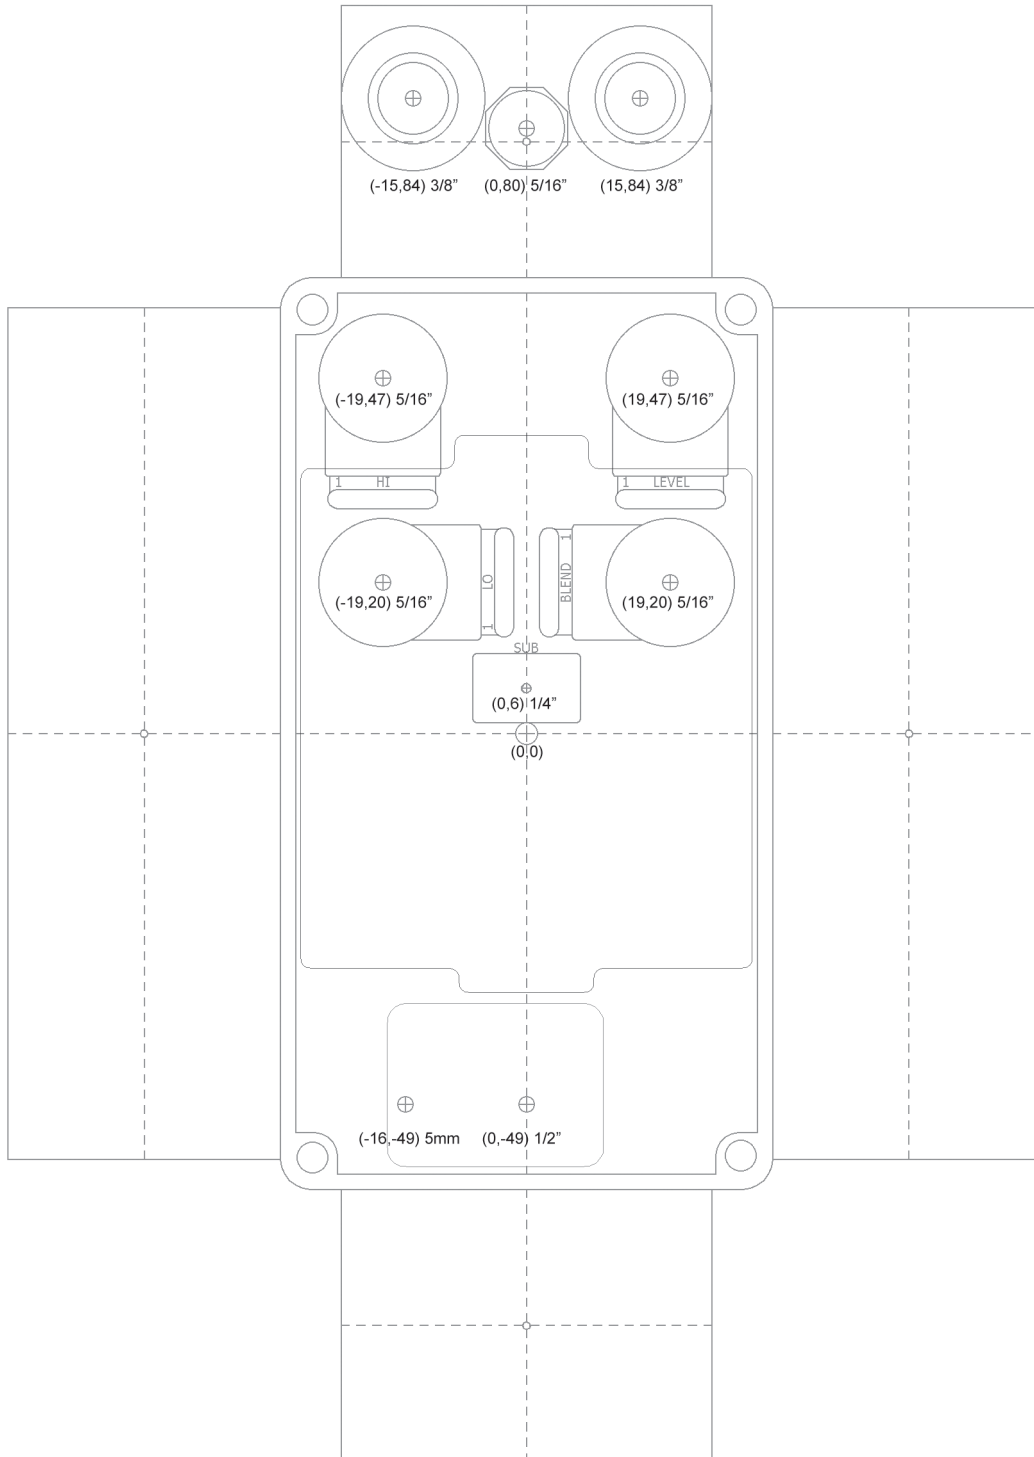 (-15,84) 3/8” (0,80) 5/16” (15,84) 3/8”
(-19,47) 5/16” (19,47) 5/16”
1 HI 1 LEVEL
1 LO BLEND 1
(-19,20) 5/16” (19,20) 5/16”
SUB
(0,6) 1/4”
(0,0)
(-16,-49) 5mm (0,-49) 1/2”